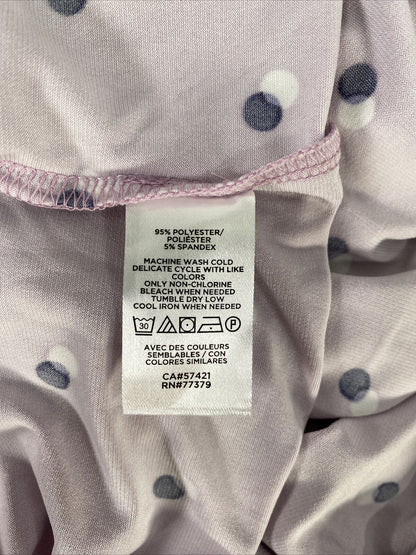 95% POLYESTER/
POLIÉSTER
5% SPANDEX
MACHINE WASH COLD
DELICATE CYCLE WITH LIKE
COLORS
ONLY NON-CHLORINE
BLEACH WHEN NEEDED
TUMBLE DRY LOW
COOL IRON WHEN NEEDED
30 P
AVEC DES COULEURS
SEMBLABLES / CON
COLORES SIMILARES
CA#57421
RN#77379